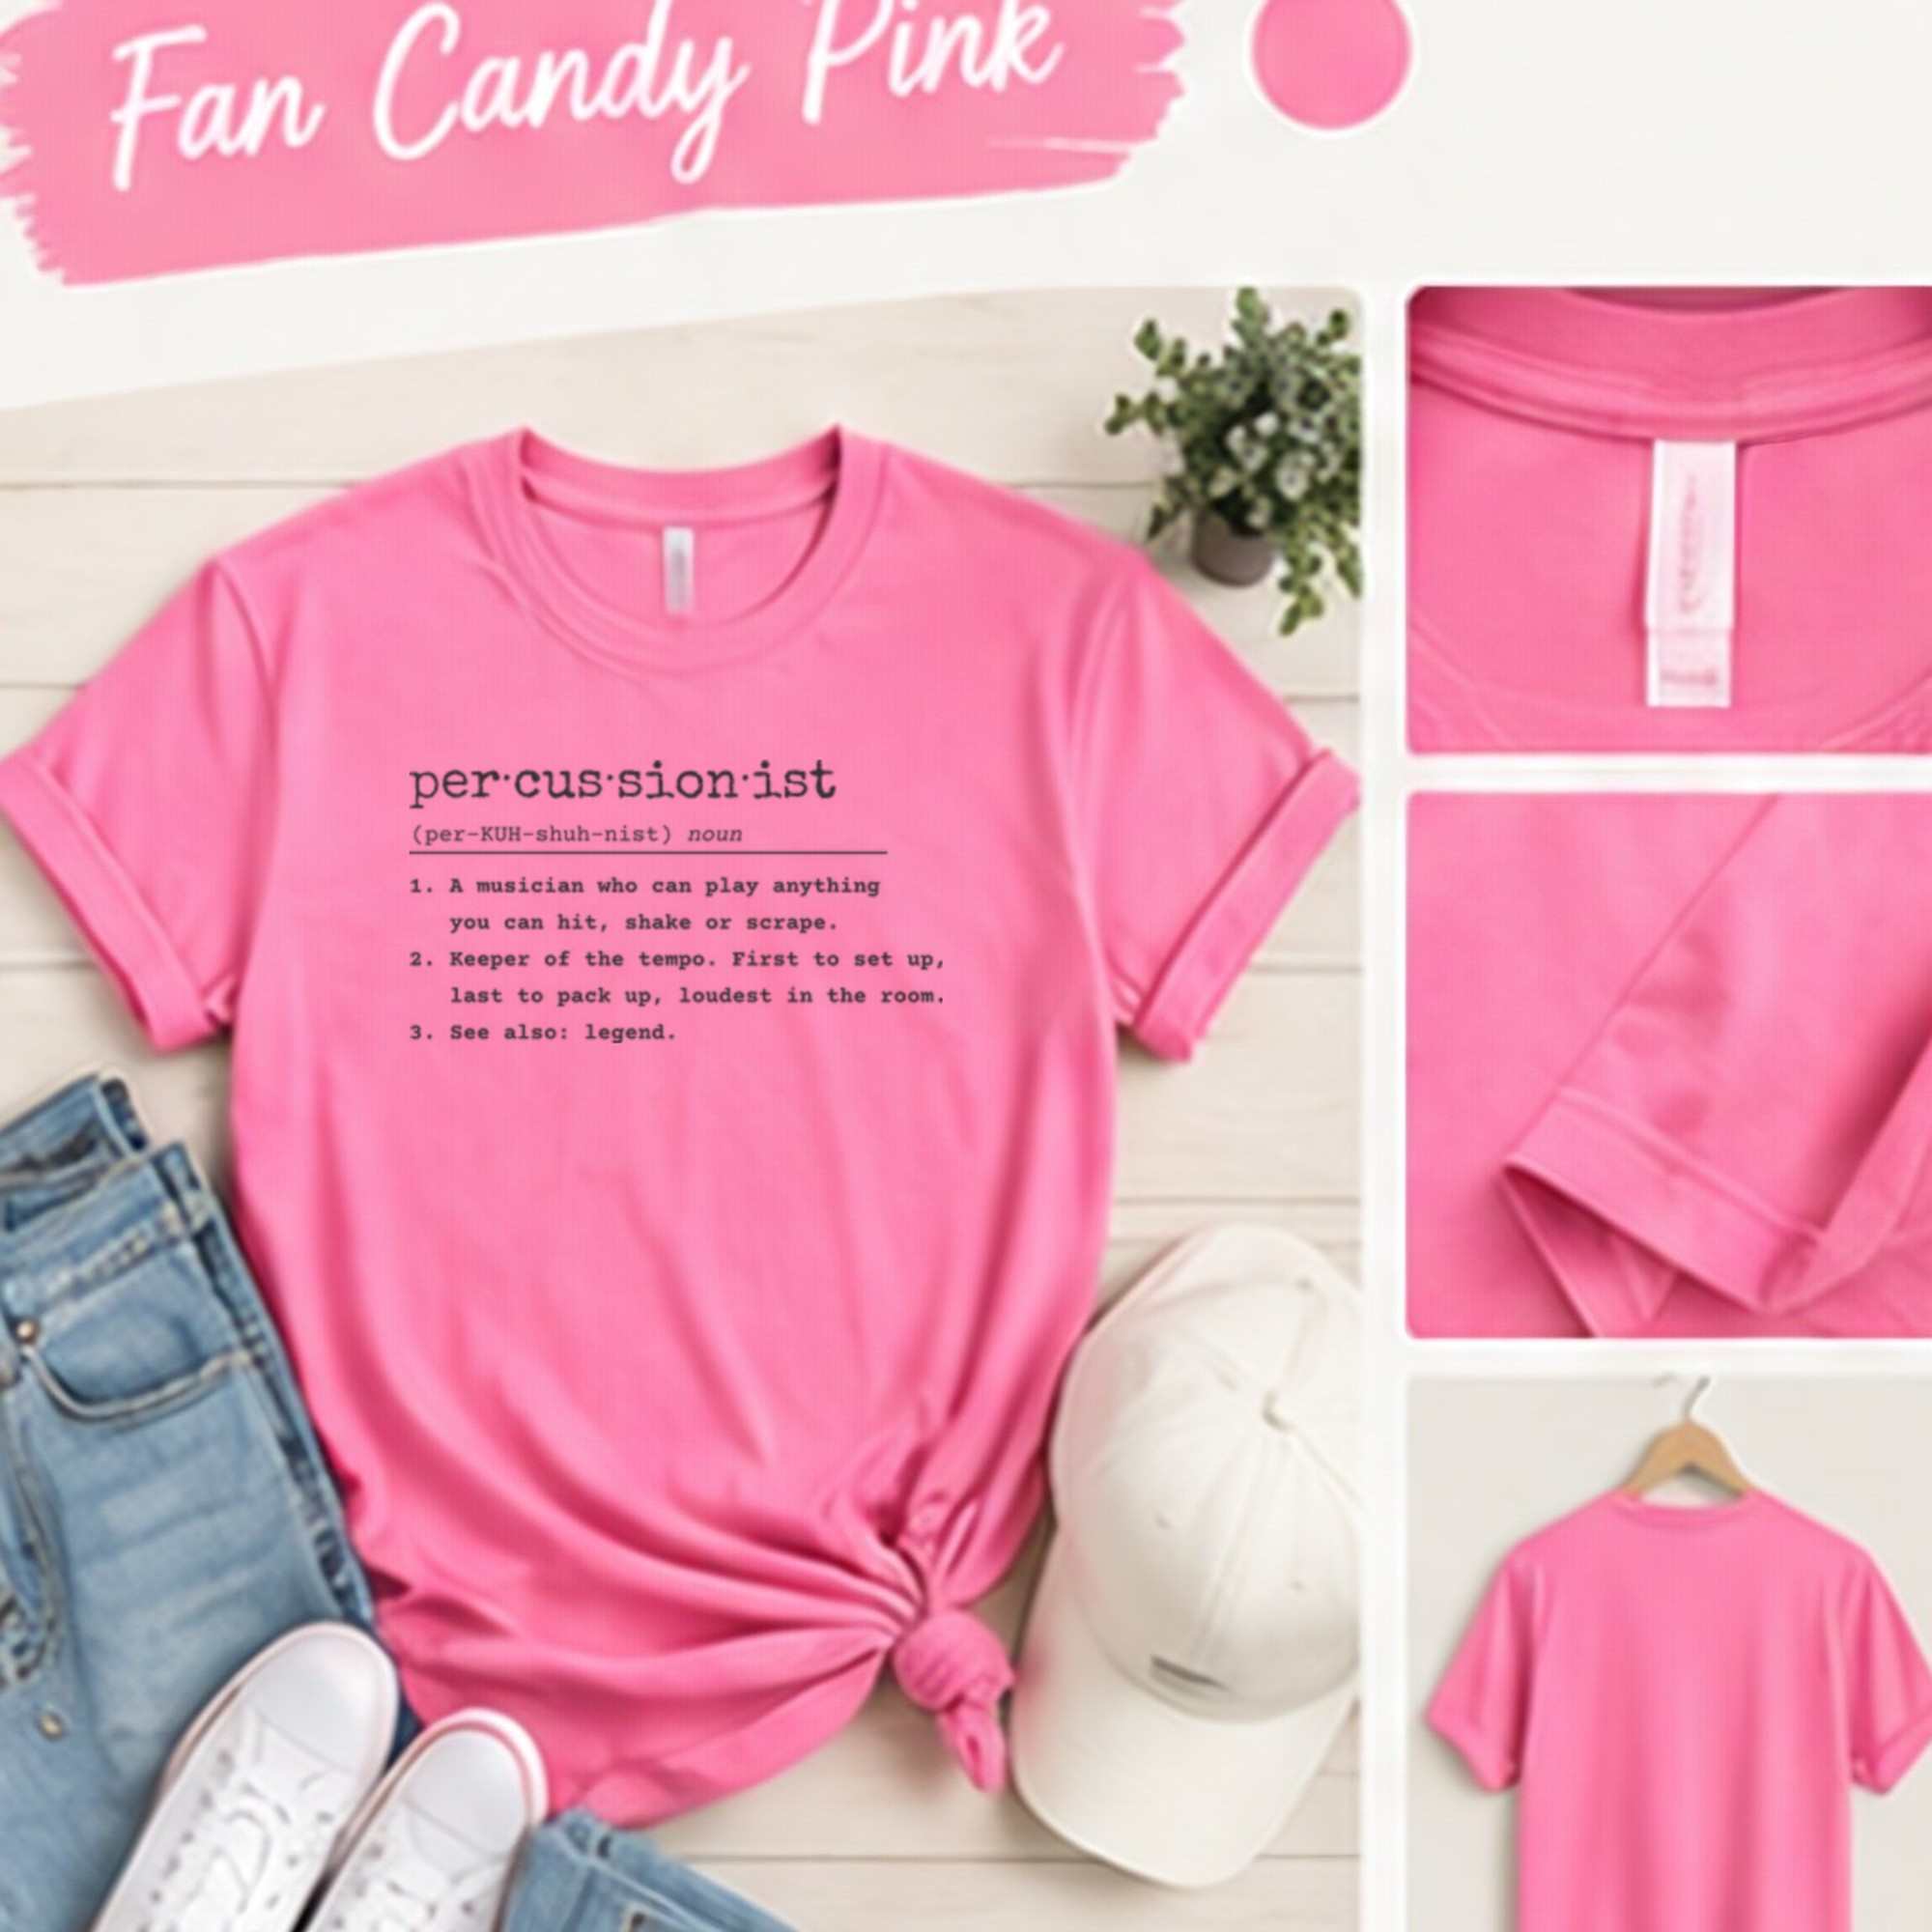 Fan Candy Pink
per·cus·sion·ist
(per-KUH-shuh-nist) noun
1. A musician who can play anything
you can hit, shake or scrape.
2. Keeper of the tempo. First to set up,
last to pack up, loudest in the room.
3. See also: legend.